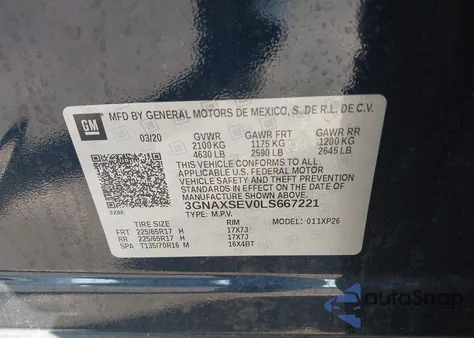 GM
MFD BY GENERAL MOTORS DE MEXICO, S. DE R.L. DE C.V.
03/20 GVWR GAWR FRT GAWR RR
2100 KG 1175 KG 1200 KG
4630 LB 2590 LB 2645 LB
THIS VEHICLE CONFORMS TO ALL APPLICABLE
U.S. FEDERAL MOTOR VEHICLE SAFETY, BUMPER, AND THEFT
PREVENTION STANDARDS IN EFFECT ON THE DATE
OF MANUFACTURE SHOWN ABOVE.
3GNAXSEV0LS667221
TYPE: M.P.V. MODEL: 011XP26
TIRE SIZE RIM
FRT 225/65R17 H 17X7J
RR 225/65R17 H 17X7J
SPA T135/70R16 M 16X4BT
autoSnap